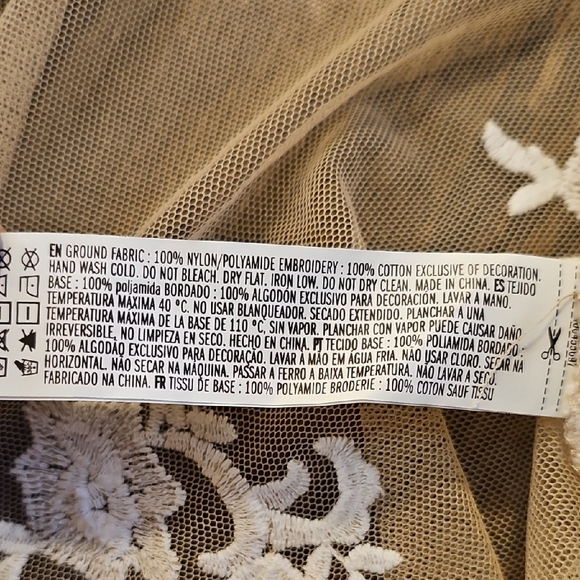 EN GROUND FABRIC : 100% NYLON/POLYAMIDE EMBROIDERY : 100% COTTON EXCLUSIVE OF DECORATION.
HAND WASH COLD. DO NOT BLEACH. DRY FLAT. IRON LOW. DO NOT DRY CLEAN. MADE IN CHINA. ES TEJIDO
BASE : 100% poljamida BORDADO : 100% ALGODÓN EXCLUSIVO PARA DECORACIÓN. LAVAR A MANO.
TEMPERATURA MAXIMA 40 °C. NO USAR BLANQUEADOR. SECADO EXTENDIDO. PLANCHAR A UNA
TEMPERATURA MÁXIMA DE LA BASE DE 110 °C, SIN VAPOR. PLANCHAR CON VAPOR PUEDE CAUSAR DAÑO
IRREVERSIBLE, NO LIMPIEZA EN SECO. HECHO EN CHINA. PT TECIDO BASE : 100% POLIAMIDA BORDADO :
100% ALGODÃO EXCLUSIVO PARA DECORAÇÃO. LAVAR À MÃO EM ÁGUA FRIA. NÃO USAR CLORO. SECAR NA
HORIZONTAL. NÃO SECAR NA MÁQUINA. PASSAR A FERRO A BAIXA TEMPERATURA. NÃO LAVAR A SECO.
FABRICADO NA CHINA. FR TISSU DE BASE : 100% POLYAMIDE BRODERIE : 100% COTON SAUF TISSU